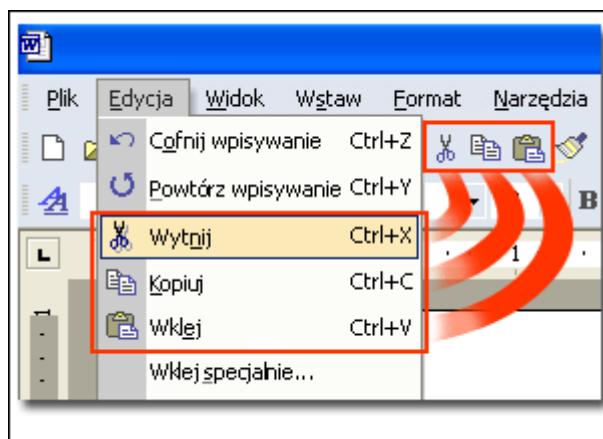 Plik Edycja Widok Wstaw Format Narzędzia
Cofnij wpisywanie Ctrl+Z
Powtórz wpisywanie Ctrl+Y
B
Wytnij Ctrl+X
1
Kopiuj Ctrl+C
Wklej Ctrl+V
Wklej specjalnie...